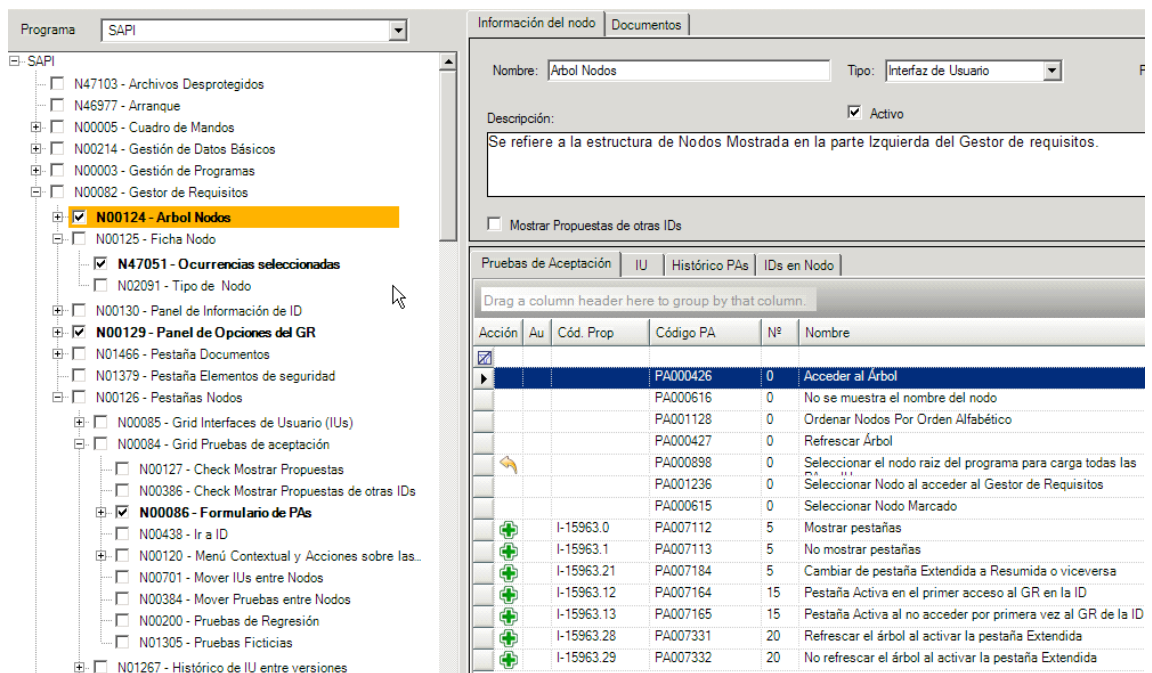 Programa SAPI
SAPI
N47103 - Archivos Desprotegidos
N46977 - Arranque
N00005 - Cuadro de Mandos
N00214 - Gestión de Datos Básicos
N00003 - Gestión de Programas
N00082 - Gestor de Requisitos
N00124 - Arbol Nodos
N00125 - Ficha Nodo
N47051 - Ocurrencias seleccionadas
N02091 - Tipo de Nodo
N00130 - Panel de Información de ID
N00129 - Panel de Opciones del GR
N01466 - Pestaña Documentos
N01379 - Pestaña Elementos de seguridad
N00126 - Pestañas Nodos
N00085 - Grid Interfaces de Usuario (IUs)
N00084 - Grid Pruebas de aceptación
N00127 - Check Mostrar Propuestas
N00386 - Check Mostrar Propuestas de otras IDs
N00086 - Formulario de PAs
N00438 - Ir a ID
N00120 - Menú Contextual y Acciones sobre las...
N00701 - Mover IUs entre Nodos
N00384 - Mover Pruebas entre Nodos
N00200 - Pruebas de Regresión
N01305 - Pruebas Ficticias
N01267 - Histórico de IU entre versiones
Información del nodo Documentos
Nombre: Arbol Nodos Tipo: Interfaz de Usuario
Descripción: Activo
Se refiere a la estructura de Nodos Mostrada en la parte Izquierda del Gestor de requisitos.
Mostrar Propuestas de otras IDs
Pruebas de Aceptación IU Histórico PAs IDs en Nodo
Drag a column header here to group by that column.
Acción Au Cód. Prop Código PA Nº Nombre
PA000426 0 Acceder al Árbol
PA000616 0 No se muestra el nombre del nodo
PA001128 0 Ordenar Nodos Por Orden Alfabético
PA000427 0 Refrescar Árbol
PA000898 0 Seleccionar el nodo raiz del programa para carga todas las
PA001236 0 Seleccionar Nodo al acceder al Gestor de Requisitos
PA000615 0 Seleccionar Nodo Marcado
I-15963.0 PA007112 5 Mostrar pestañas
I-15963.1 PA007113 5 No mostrar pestañas
I-15963.21 PA007184 5 Cambiar de pestaña Extendida a Resumida o viceversa
I-15963.12 PA007164 15 Pestaña Activa en el primer acceso al GR en la ID
I-15963.13 PA007165 15 Pestaña Activa al no acceder por primera vez al GR de la ID
I-15963.28 PA007331 20 Refrescar el árbol al activar la pestaña Extendida
I-15963.29 PA007332 20 No refrescar el árbol al activar la pestaña Extendida